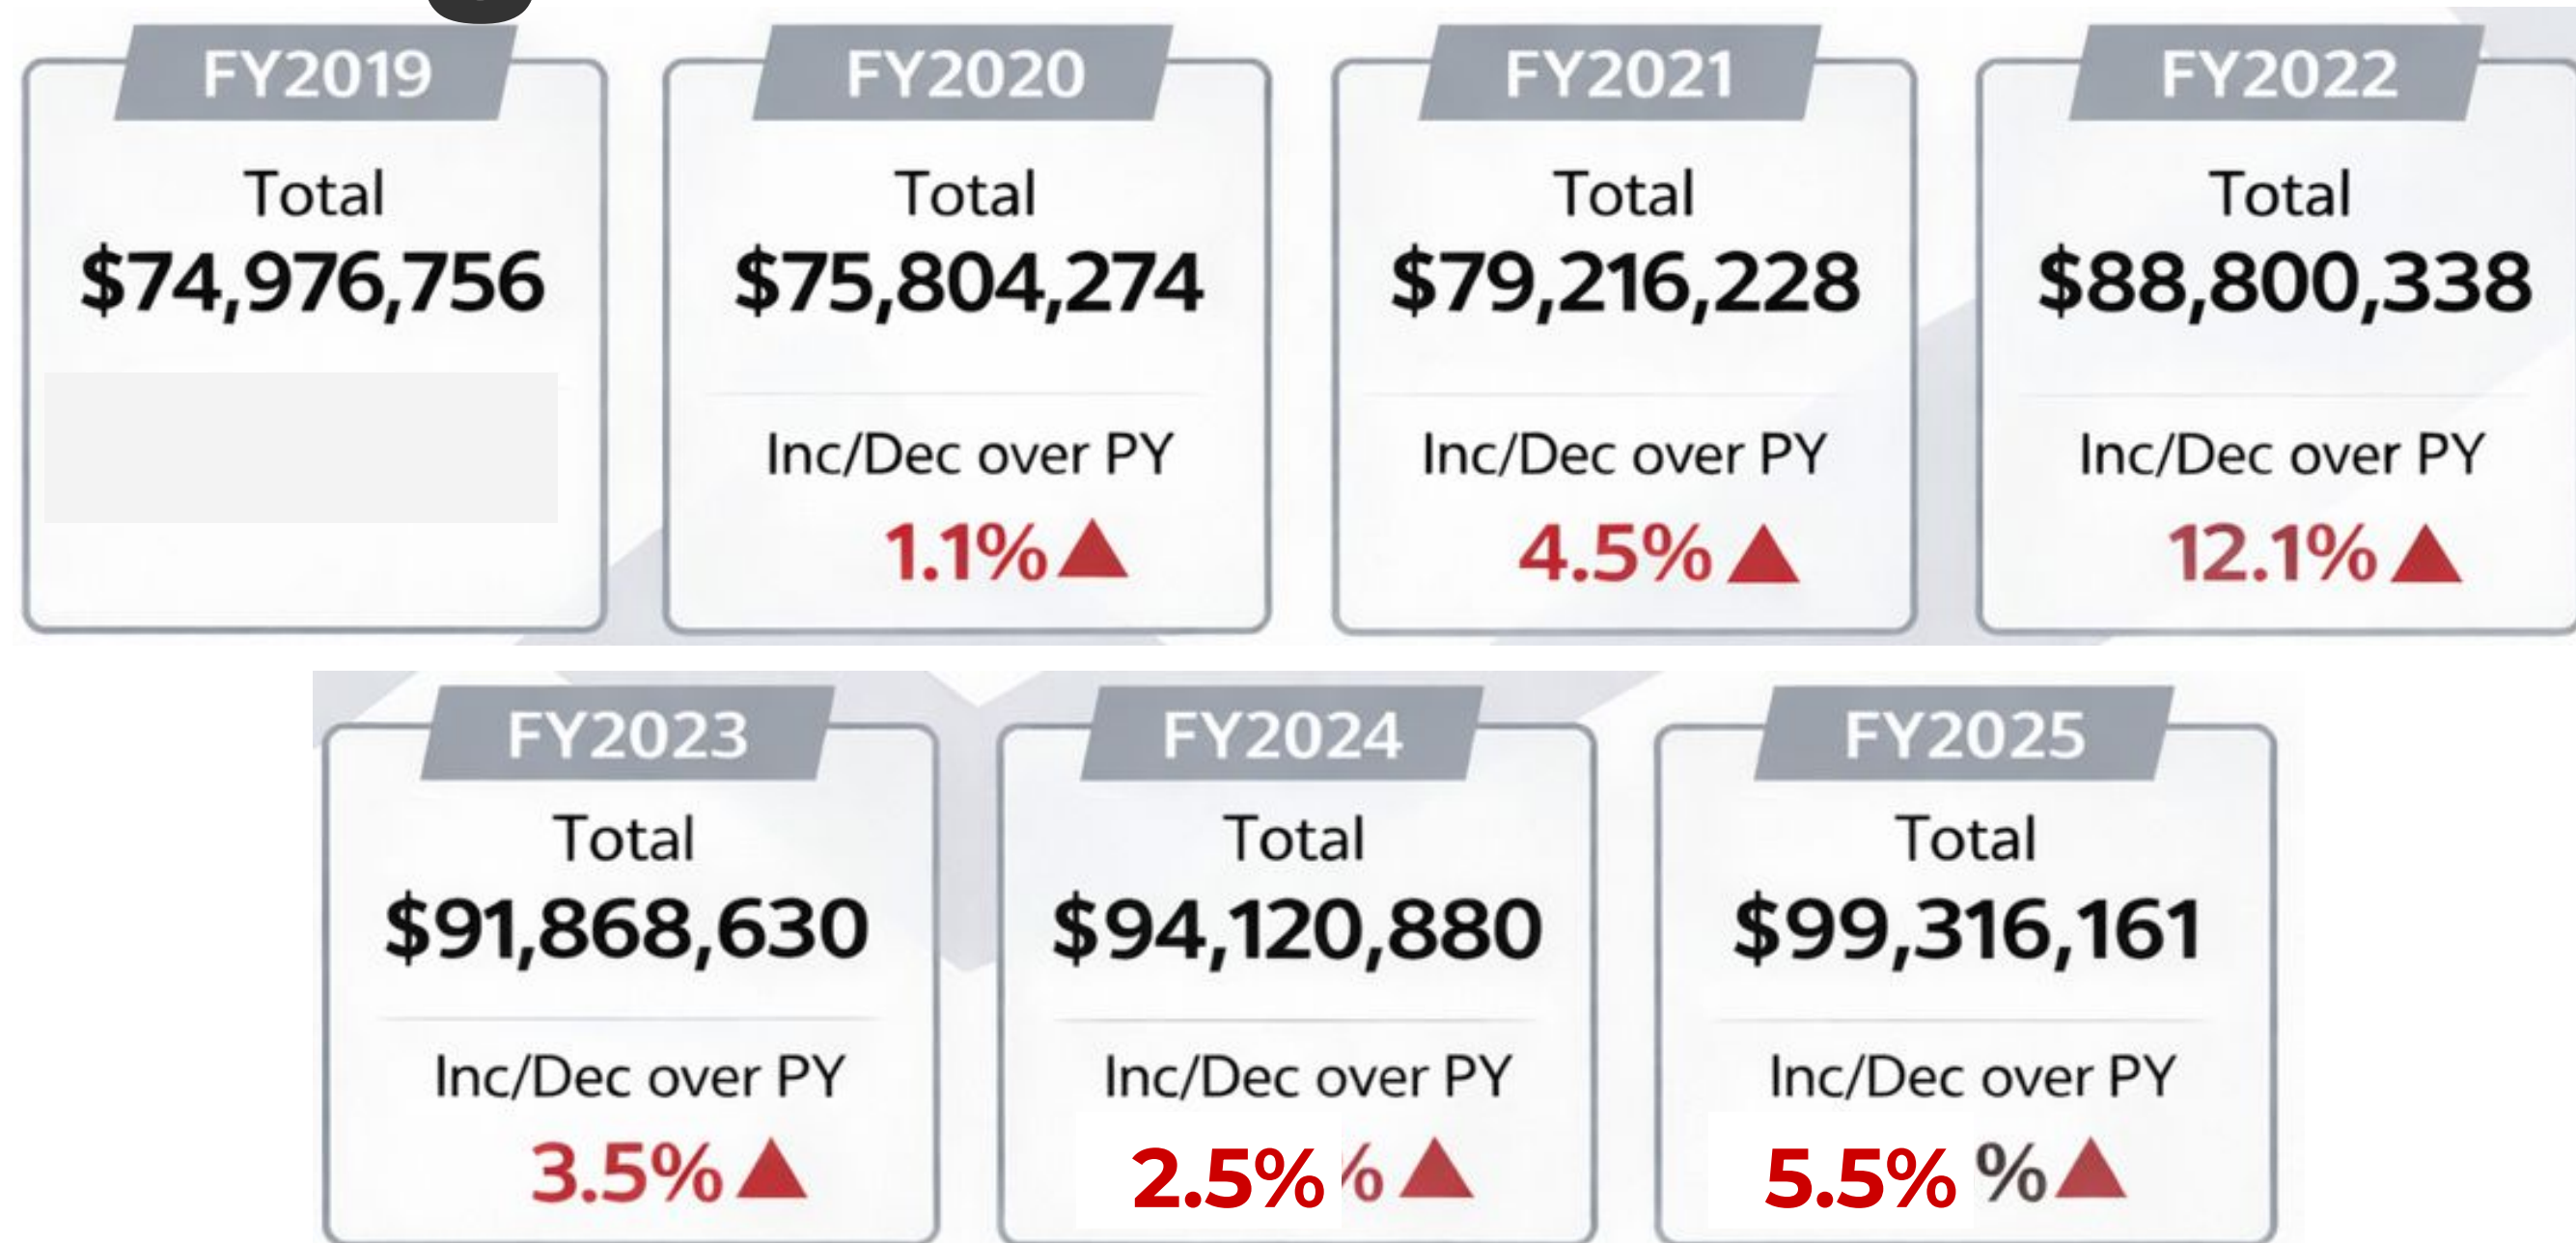 FY2019
Total
$74,976,756
FY2020
Total
$75,804,274
Inc/Dec over PY
1.1%▲
FY2021
Total
$79,216,228
Inc/Dec over PY
4.5%▲
FY2022
Total
$88,800,338
Inc/Dec over PY
12.1%▲
FY2023
Total
$91,868,630
Inc/Dec over PY
3.5%▲
FY2024
Total
$94,120,880
Inc/Dec over PY
2.5% %▲
FY2025
Total
$99,316,161
Inc/Dec over PY
5.5% %▲